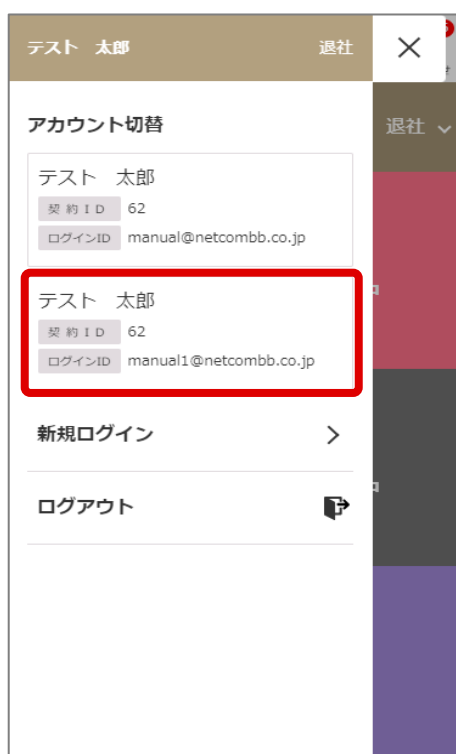 テスト　太郎 退社
アカウント切替
退社
テスト　太郎
契約ID 62
ログインID manual@netcombb.co.jp
テスト　太郎
契約ID 62
ログインID manual1@netcombb.co.jp
新規ログイン
ログアウト